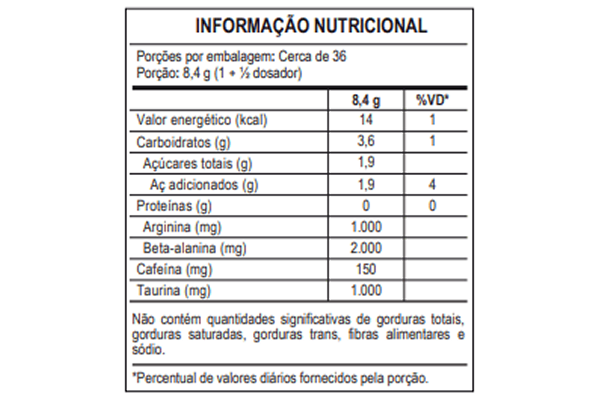 INFORMAÇÃO NUTRICIONAL
Porções por embalagem: Cerca de 36
Porção: 8,4 g (1 + ½ dosador)
8,4 g %VD*
Valor energético (kcal) 14 1
Carboidratos (g) 3,6 1
Açúcares totais (g) 1,9
Aç adicionados (g) 1,9 4
Proteínas (g) 0 0
Arginina (mg) 1.000
Beta-alanina (mg) 2.000
Cafeína (mg) 150
Taurina (mg) 1.000
Não contém quantidades significativas de gorduras totais,
gorduras saturadas, gorduras trans, fibras alimentares e
sódio.
*Percentual de valores diários fornecidos pela porção.